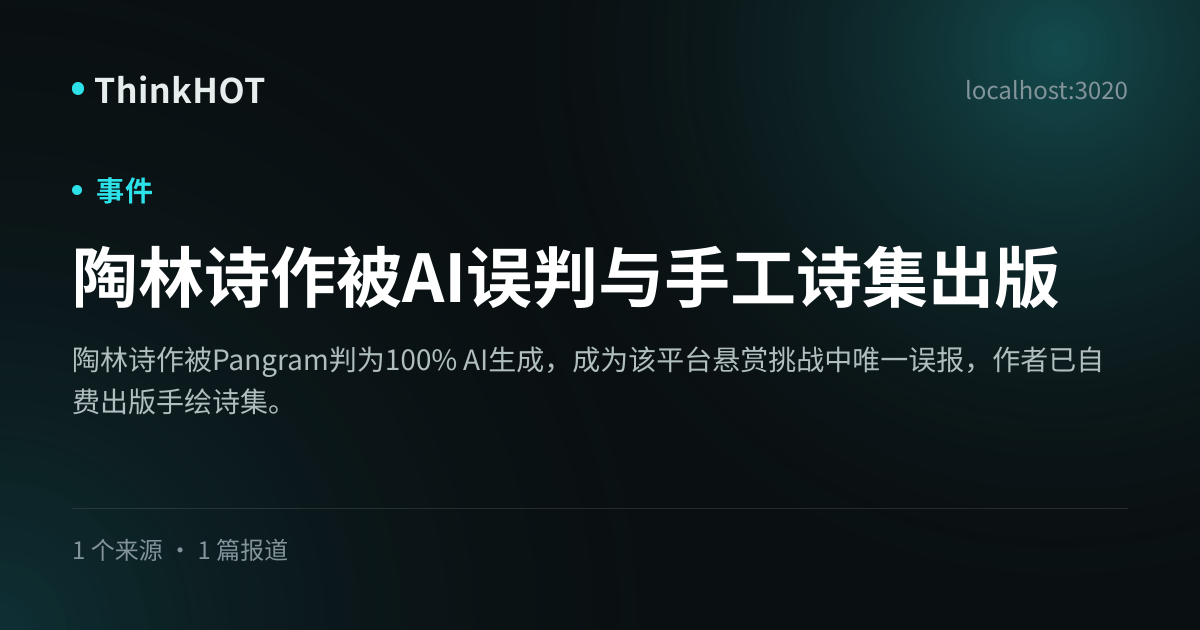 ThinkHOT
localhost:3020
事件
陶林诗作被AI误判与手工诗集出版
陶林诗作被Pangram判为100% AI生成，成为该平台悬赏挑战中唯一误报，作者已自
费出版手绘诗集。
1 个来源 · 1 篇报道